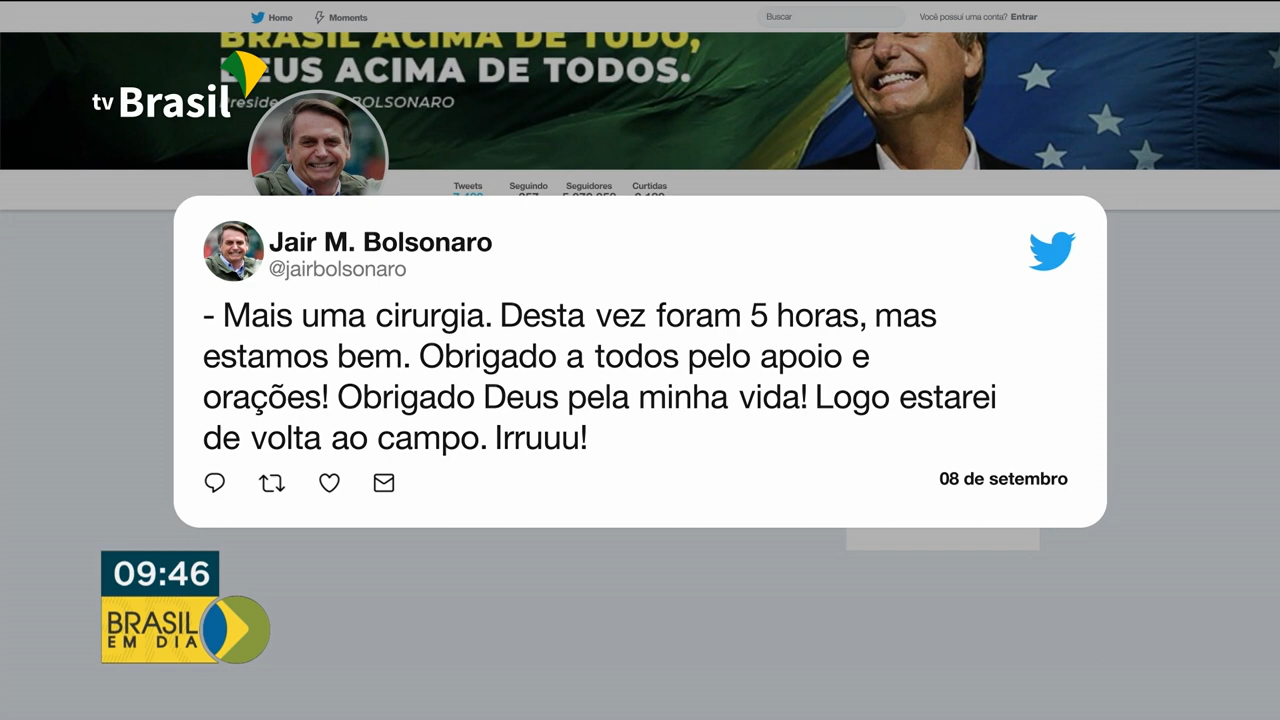 Home
Moments
Buscar
Você possui uma conta? Entrar
BRASIL ACIMA DE TUDO,
DEUS ACIMA DE TODOS.
BOLSONARO
tv Brasil
Tweets Seguindo Seguidores Curtidas
Jair M. Bolsonaro
@jairbolsonaro
- Mais uma cirurgia. Desta vez foram 5 horas, mas
estamos bem. Obrigado a todos pelo apoio e
orações! Obrigado Deus pela minha vida! Logo estarei
de volta ao campo. Irruuu!
08 de setembro
09:46
BRASIL
EM DIA